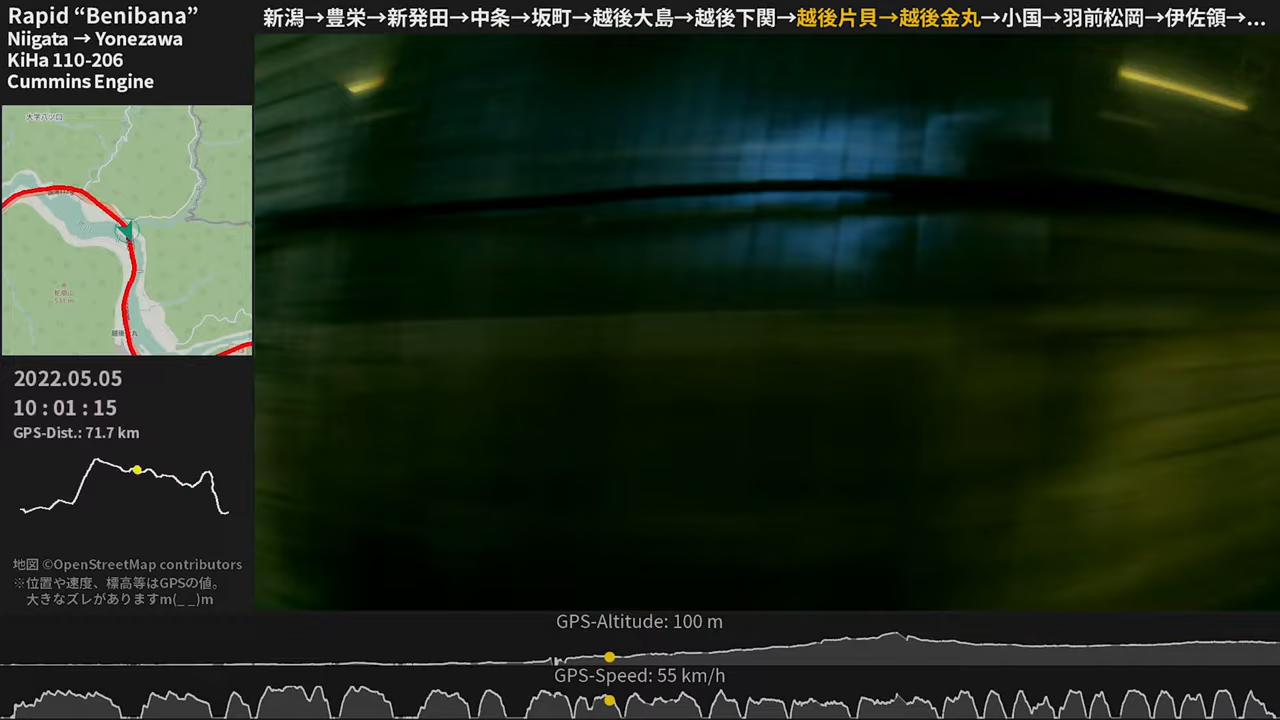 Rapid “Benibana”
Niigata → Yonezawa
KiHa 110-206
Cummins Engine
新潟→豊栄→新発田→中条→坂町→越後大島→越後下関→越後片貝→越後金丸→小国→羽前松岡→伊佐領→...
2022.05.05
10 : 01 : 15
GPS-Dist.: 71.7 km
地図 ©OpenStreetMap contributors
※位置や速度、標高等はGPSの値。
大きなズレがありますm(_ _)m
GPS-Altitude: 100 m
GPS-Speed: 55 km/h